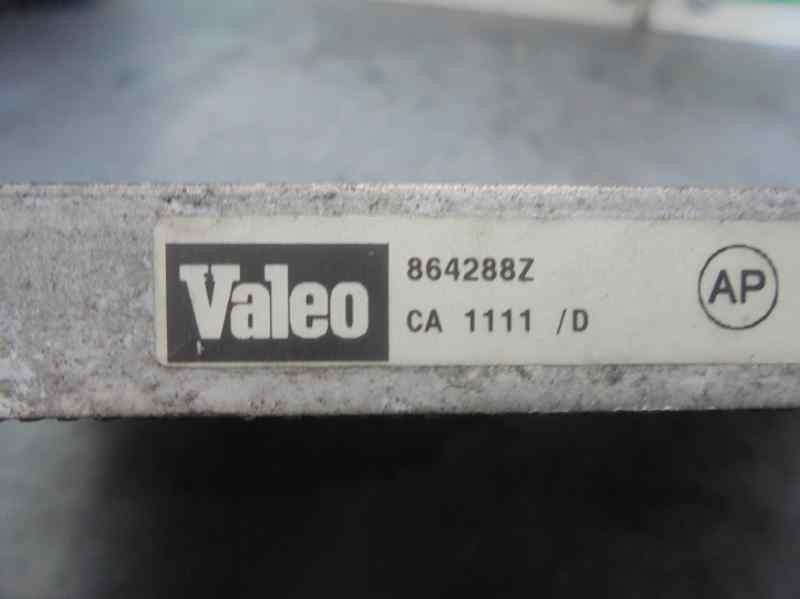 Valeo
864288Z
CA 1111 /D
AP